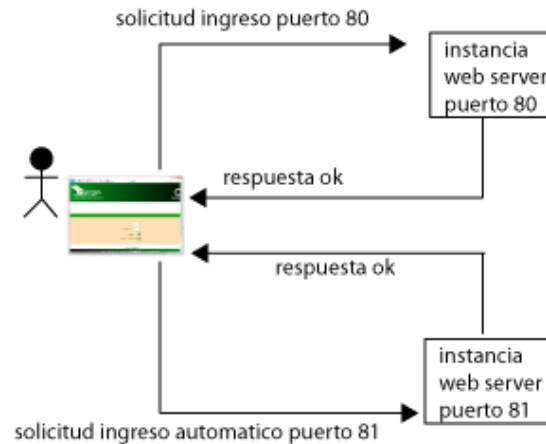 solicitud ingreso puerto 80
instancia
web server
puerto 80
respuesta ok
respuesta ok
instancia
web server
puerto 81
solicitud ingreso automatico puerto 81